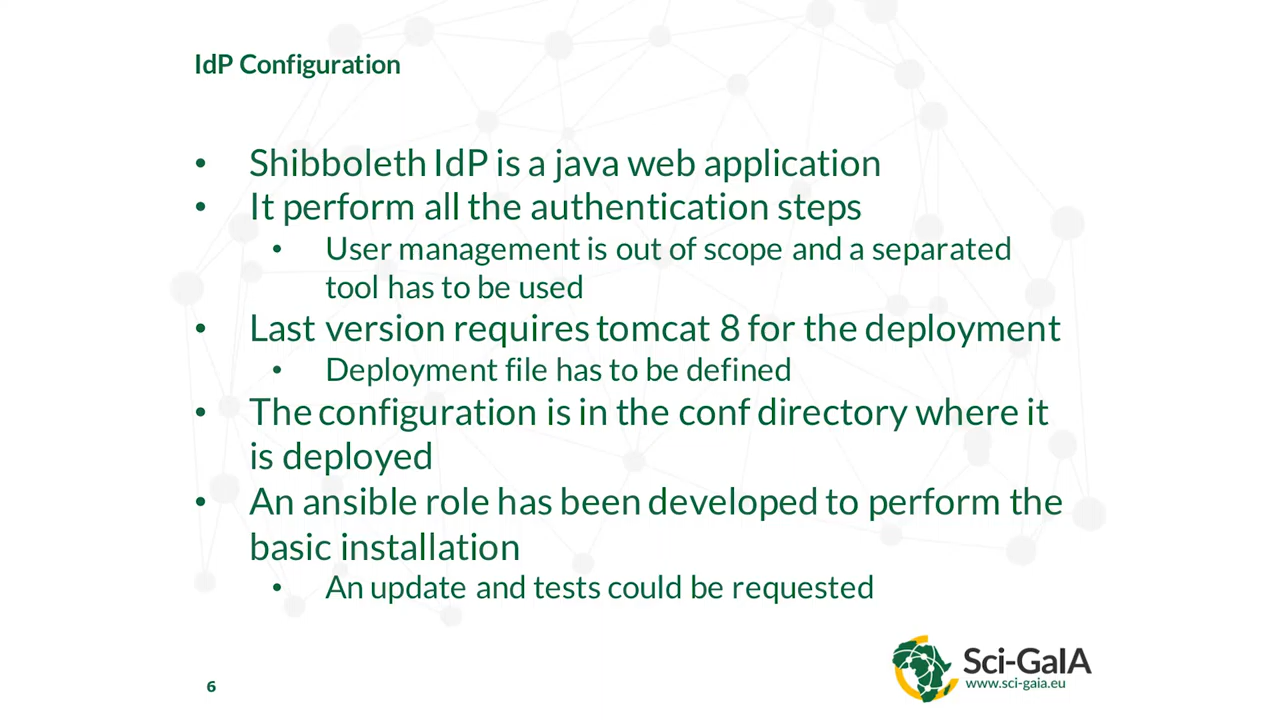 IdP Configuration
• Shibboleth IdP is a java web application
• It perform all the authentication steps
• User management is out of scope and a separated
tool has to be used
• Last version requires tomcat 8 for the deployment
• Deployment file has to be defined
• The configuration is in the conf directory where it
is deployed
• An ansible role has been developed to perform the
basic installation
• An update and tests could be requested
Sci-GaIA
www.sci-gaia.eu
6